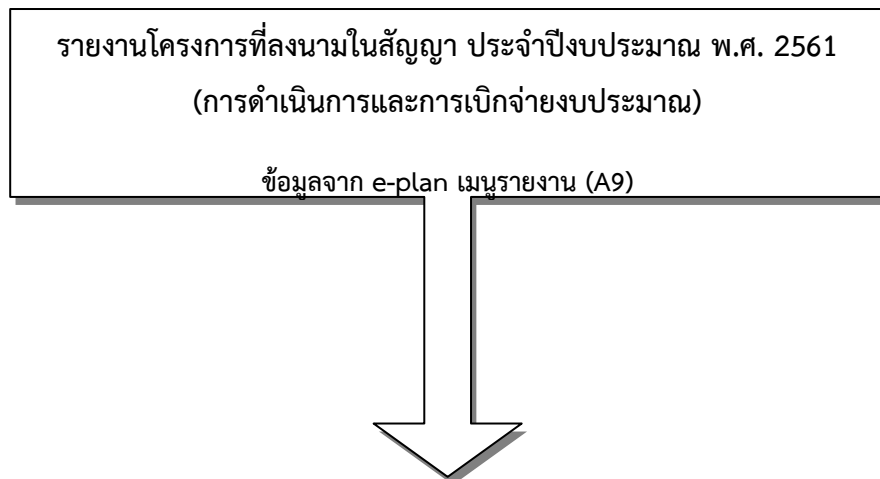 รายงานโครงการที่ลงนามในสัญญา ประจำปีงบประมาณ พ.ศ. 2561
(การดำเนินการและการเบิกจ่ายงบประมาณ)
ข้อมูลจาก e-plan เมนูรายงาน (A9)